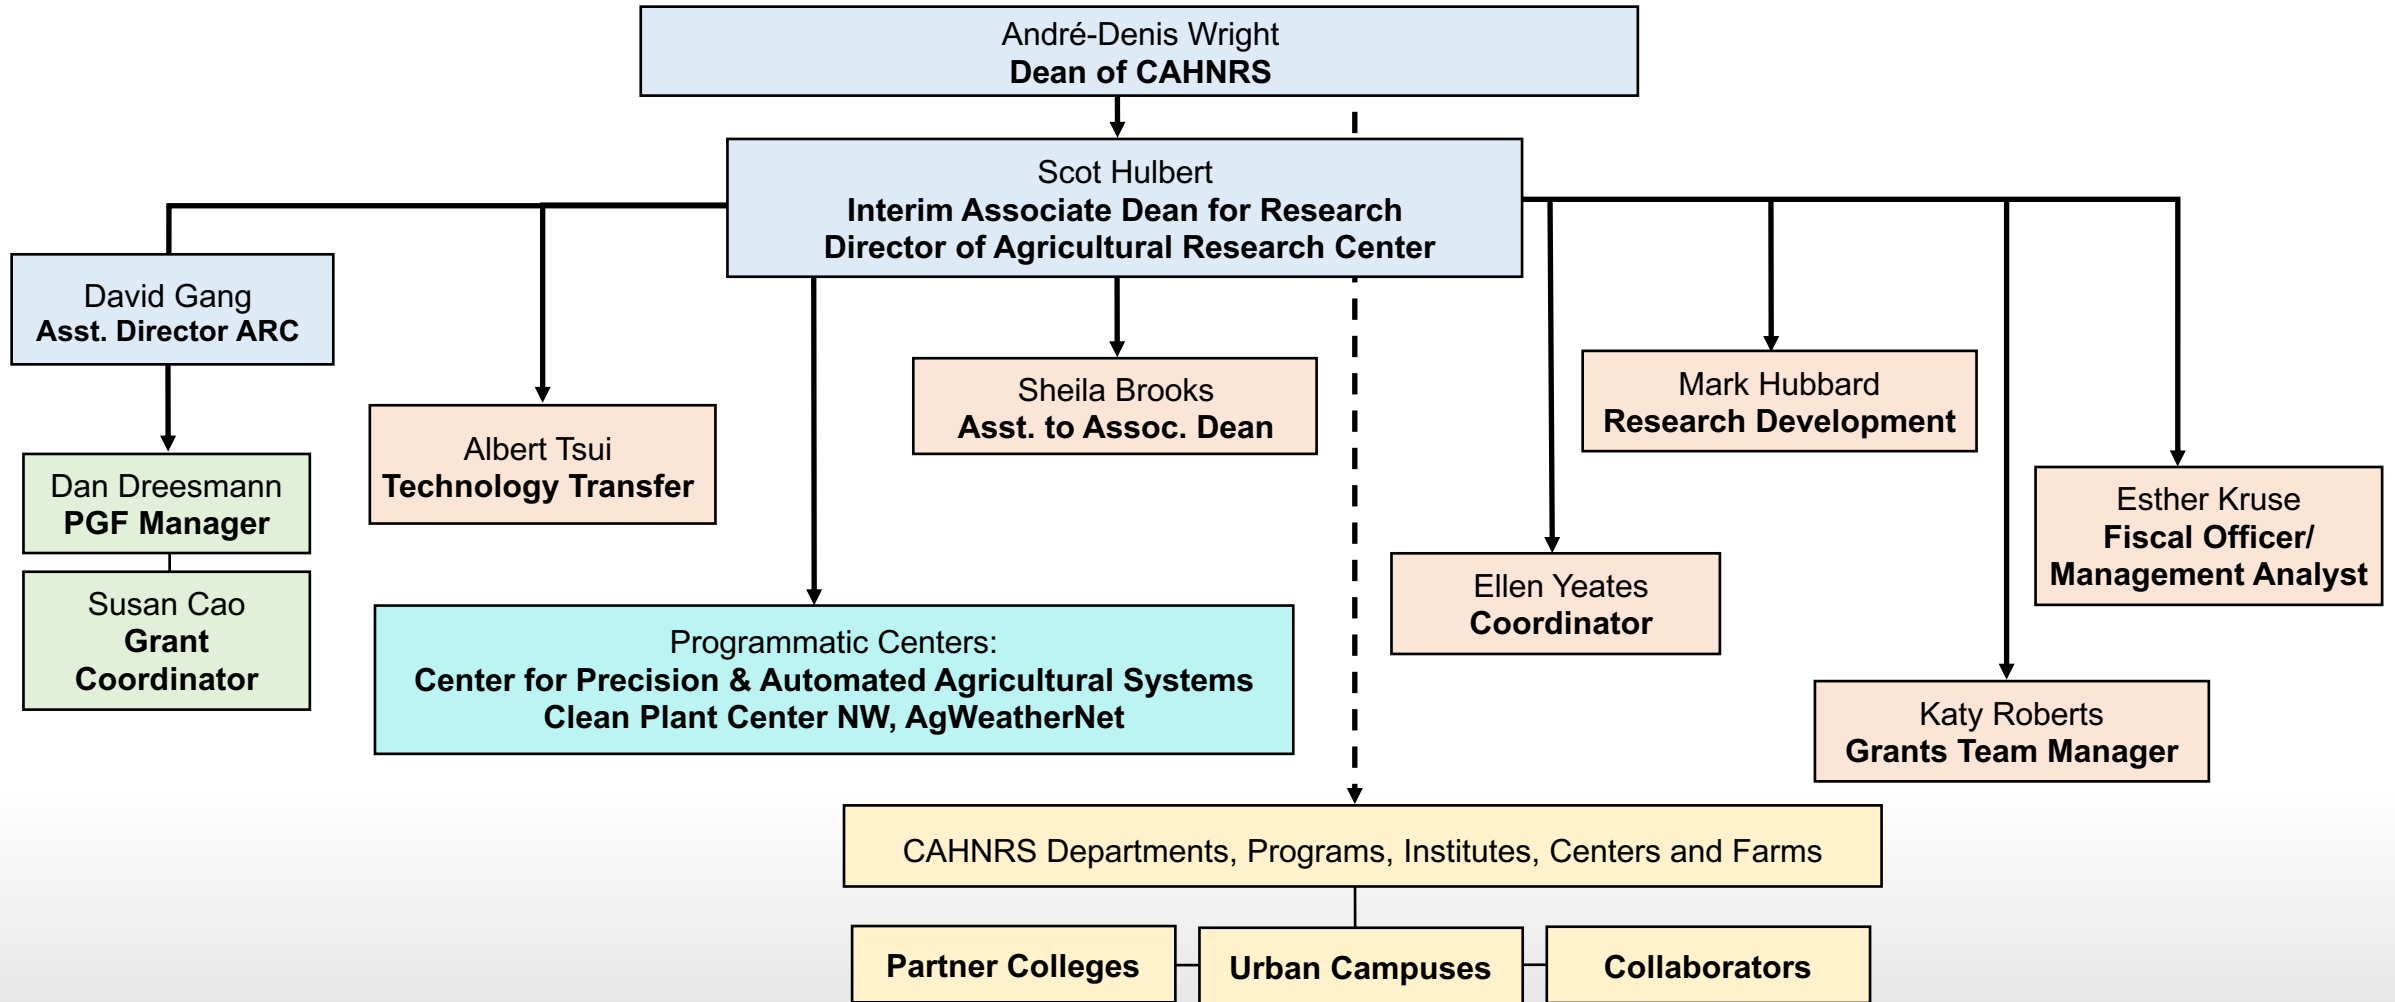 André-Denis Wright
Dean of CAHNRS
Scot Hulbert
Interim Associate Dean for Research
Director of Agricultural Research Center
David Gang
Asst. Director ARC
Dan Dreesmann
PGF Manager
Susan Cao
Grant
Coordinator
Albert Tsui
Technology Transfer
Programmatic Centers:
Center for Precision & Automated Agricultural Systems
Clean Plant Center NW, AgWeatherNet
Sheila Brooks
Asst. to Assoc. Dean
Ellen Yeates
Coordinator
Mark Hubbard
Research Development
Katy Roberts
Grants Team Manager
Esther Kruse
Fiscal Officer/
Management Analyst
CAHNRS Departments, Programs, Institutes, Centers and Farms
Partner Colleges
Urban Campuses
Collaborators